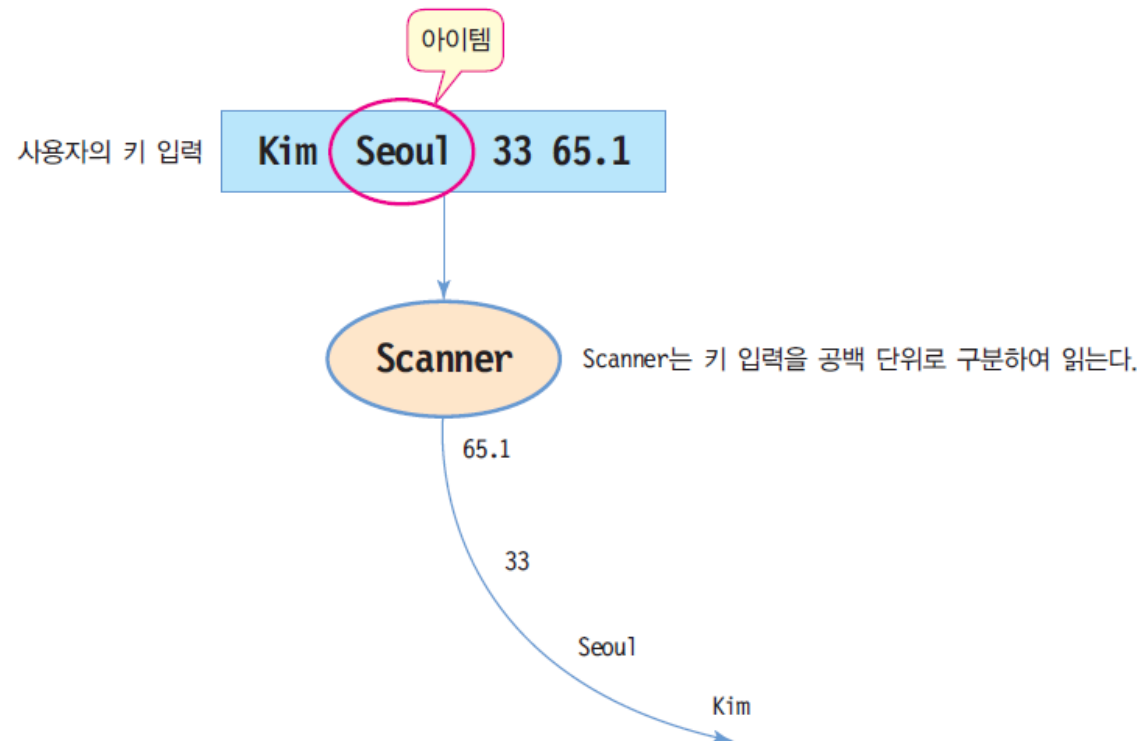 아이템
사용자의 키 입력 Kim Seoul 33 65.1
Scanner Scanner는 키 입력을 공백 단위로 구분하여 읽는다.
65.1
33
Seoul
Kim